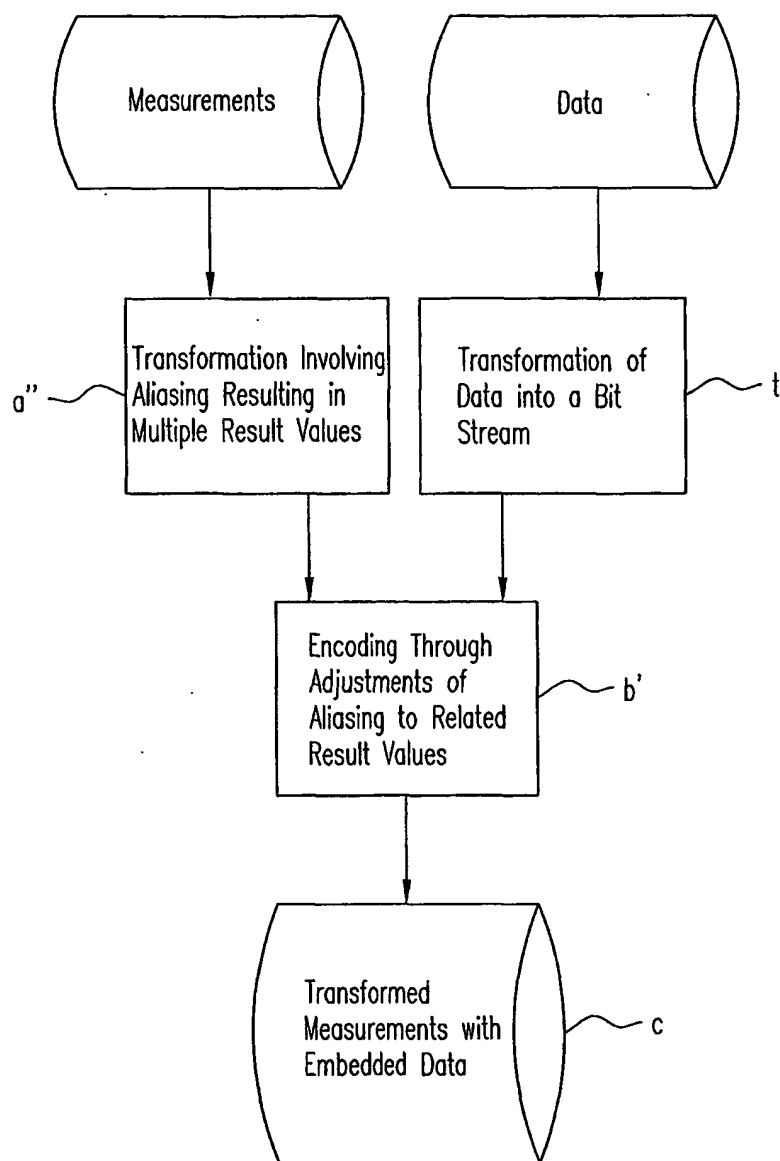 Measurements
Data
Transformation Involving
Aliasing Resulting in
Multiple Result Values
a"
Transformation of
Data into a Bit
Stream
t
Encoding Through
Adjustments of
Aliasing to Related
Result Values
b'
Transformed
Measurements with
Embedded Data
c